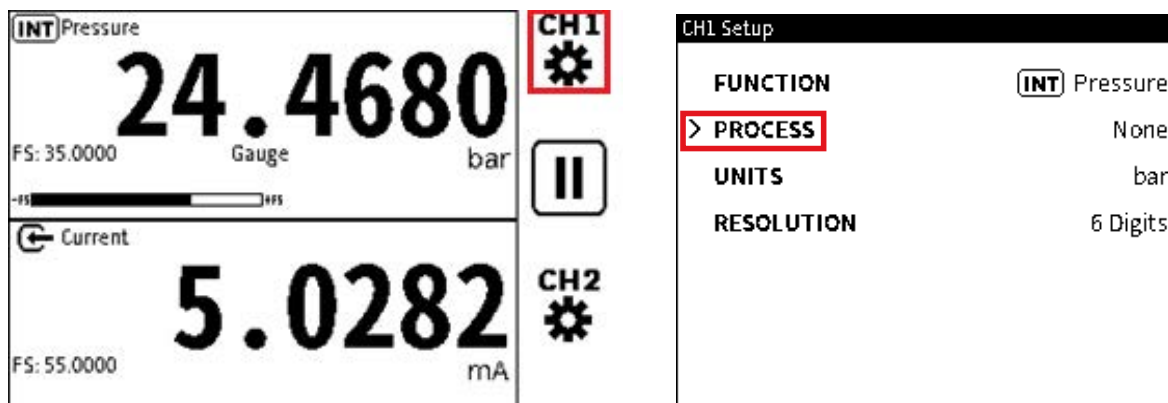 INT Pressure
24.4680
FS: 35.0000 Gauge bar
-FS +FS
CH1
Current
5.0282
FS: 55.0000 mA
CH2
CH1 Setup
FUNCTION INT Pressure
> PROCESS None
UNITS bar
RESOLUTION 6 Digits